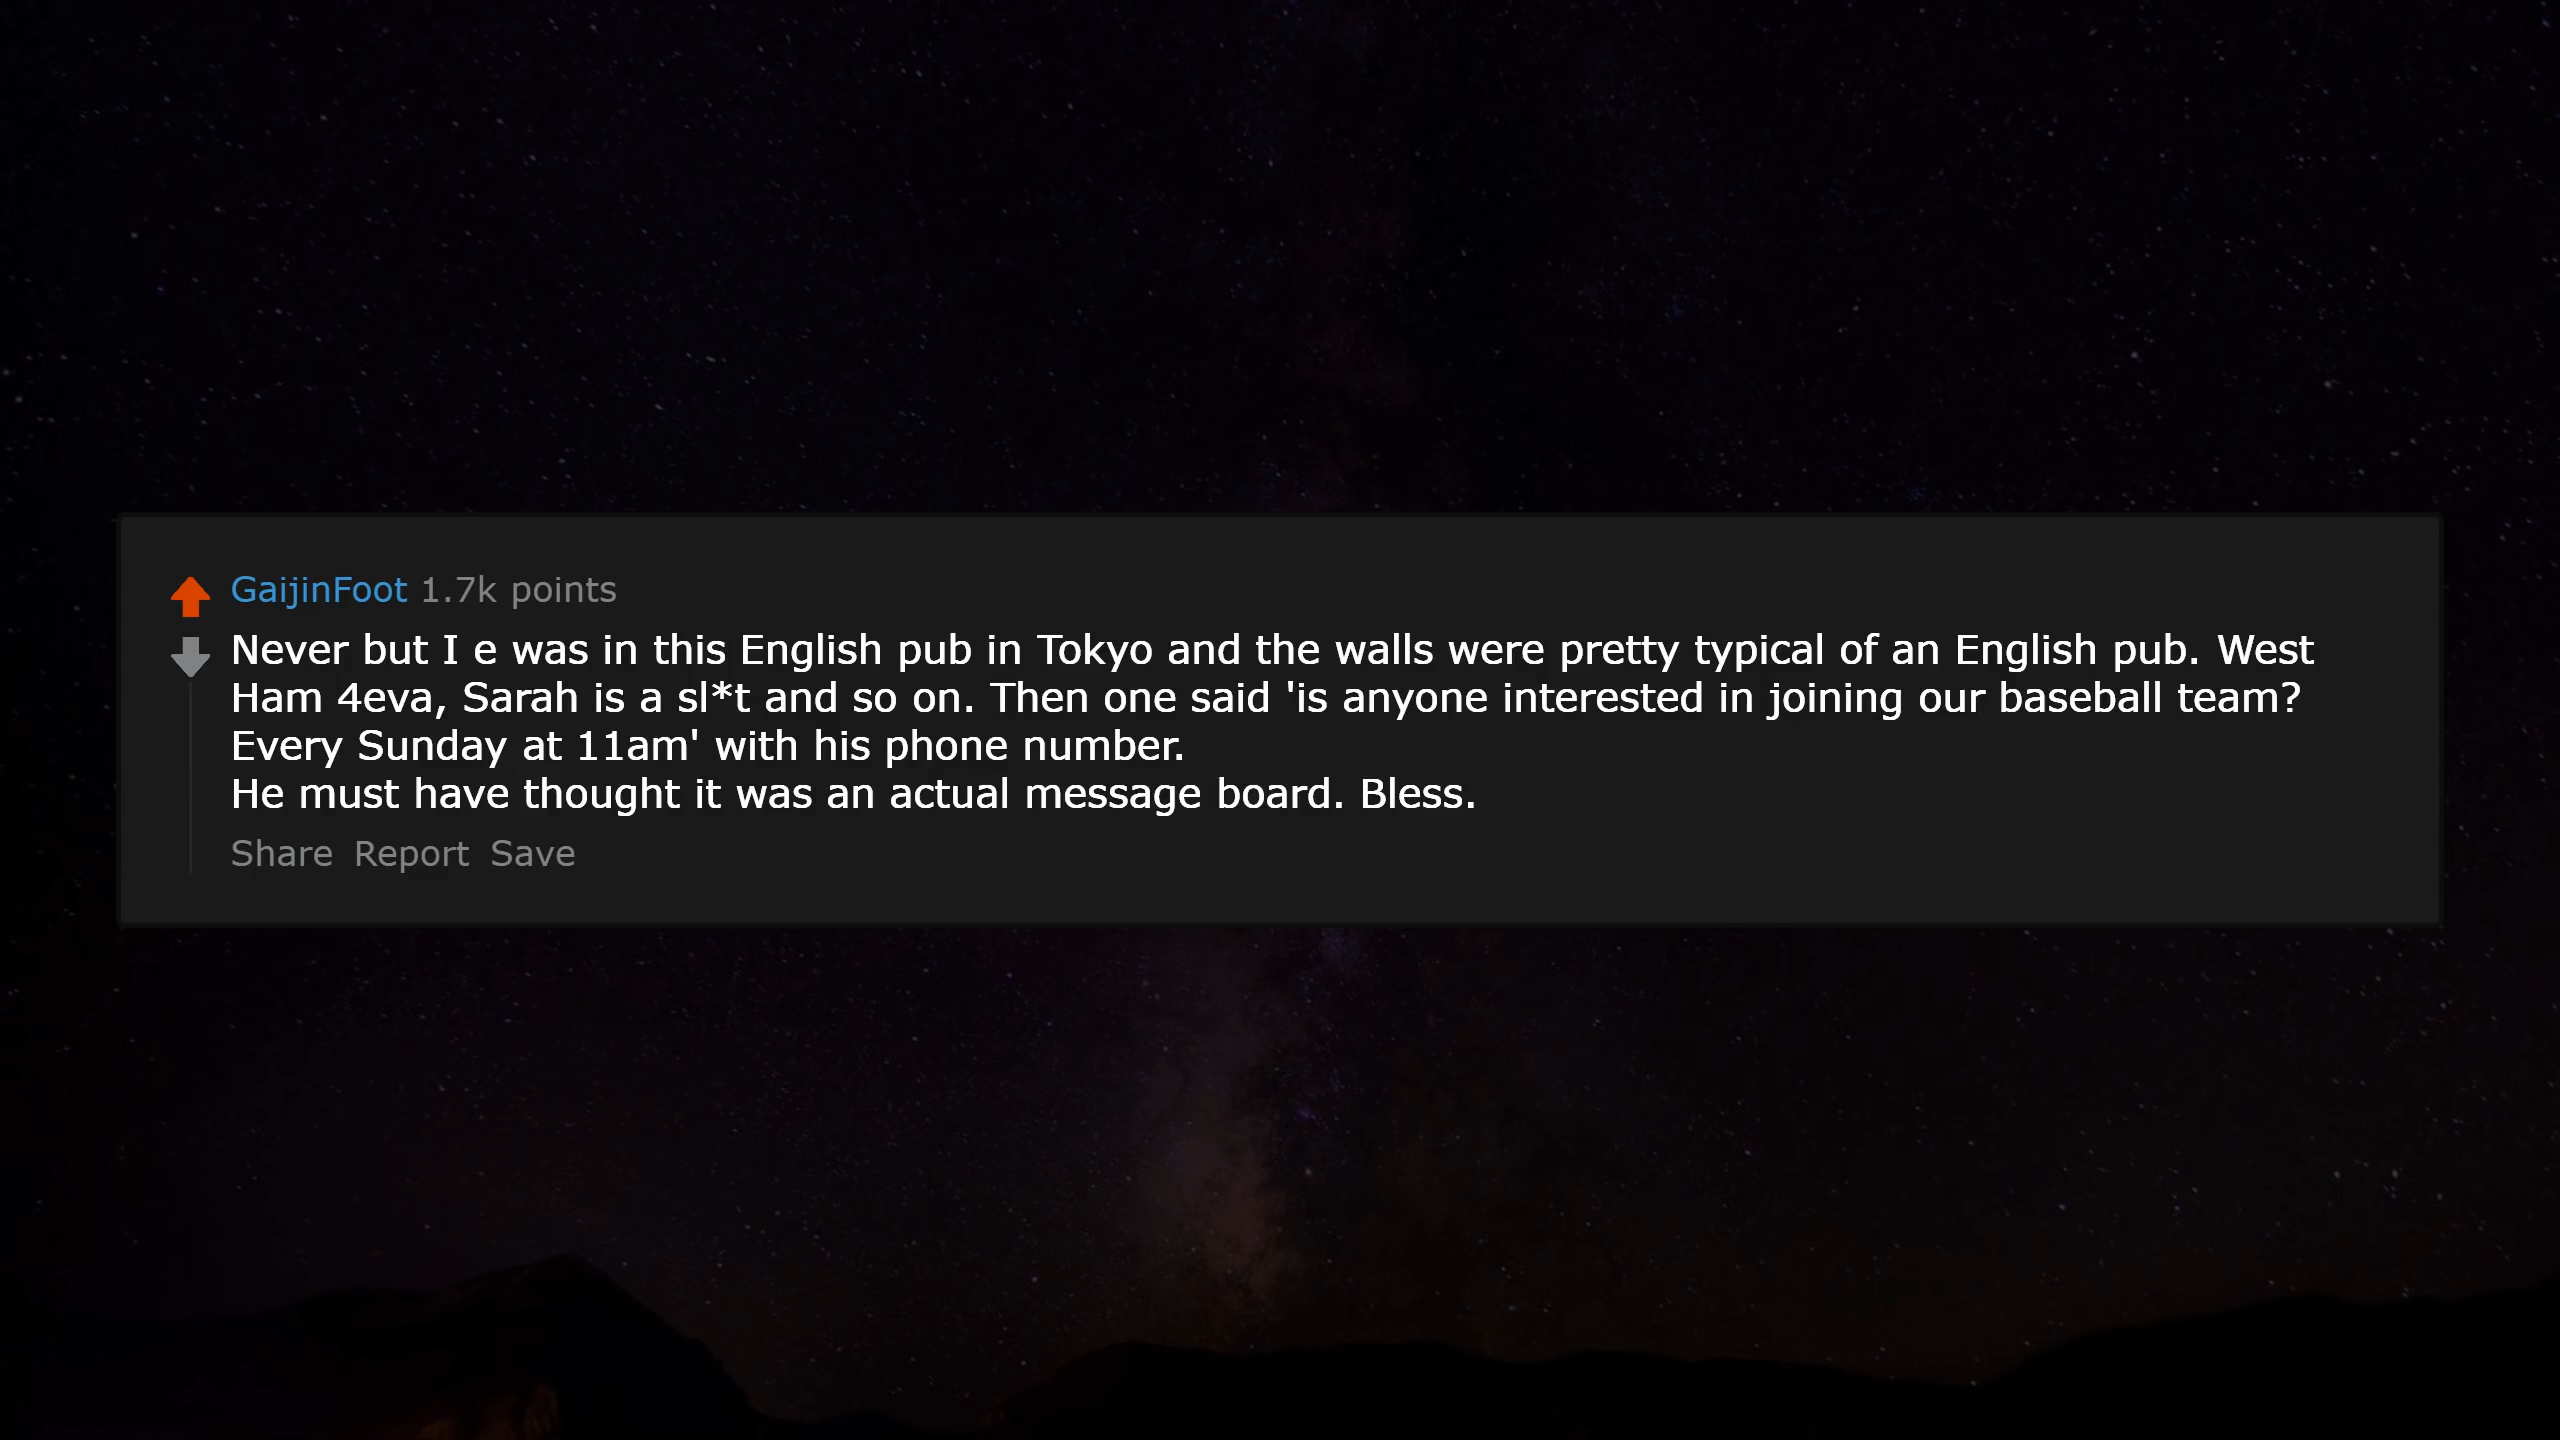 GaijinFoot 1.7k points
Never but I e was in this English pub in Tokyo and the walls were pretty typical of an English pub. West
Ham 4eva, Sarah is a sl*t and so on. Then one said 'is anyone interested in joining our baseball team?
Every Sunday at 11am' with his phone number.
He must have thought it was an actual message board. Bless.
Share Report Save